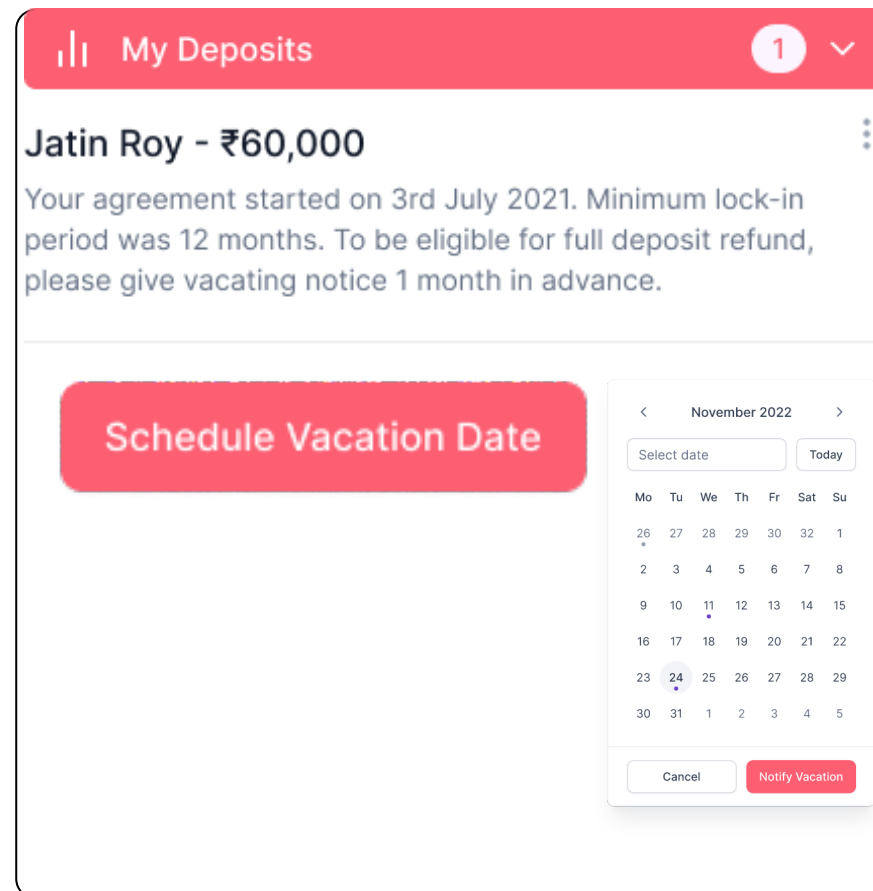 My Deposits 1
Jatin Roy - ₹60,000
Your agreement started on 3rd July 2021. Minimum lock-in
period was 12 months. To be eligible for full deposit refund,
please give vacating notice 1 month in advance.
Schedule Vacation Date
November 2022
Select date Today
Mo Tu We Th Fr Sat Su
26 27 28 29 30 32 1
2 3 4 5 6 7 8
9 10 11 12 13 14 15
16 17 18 19 20 21 22
23 24 25 26 27 28 29
30 31 1 2 3 4 5
Cancel Notify Vacation